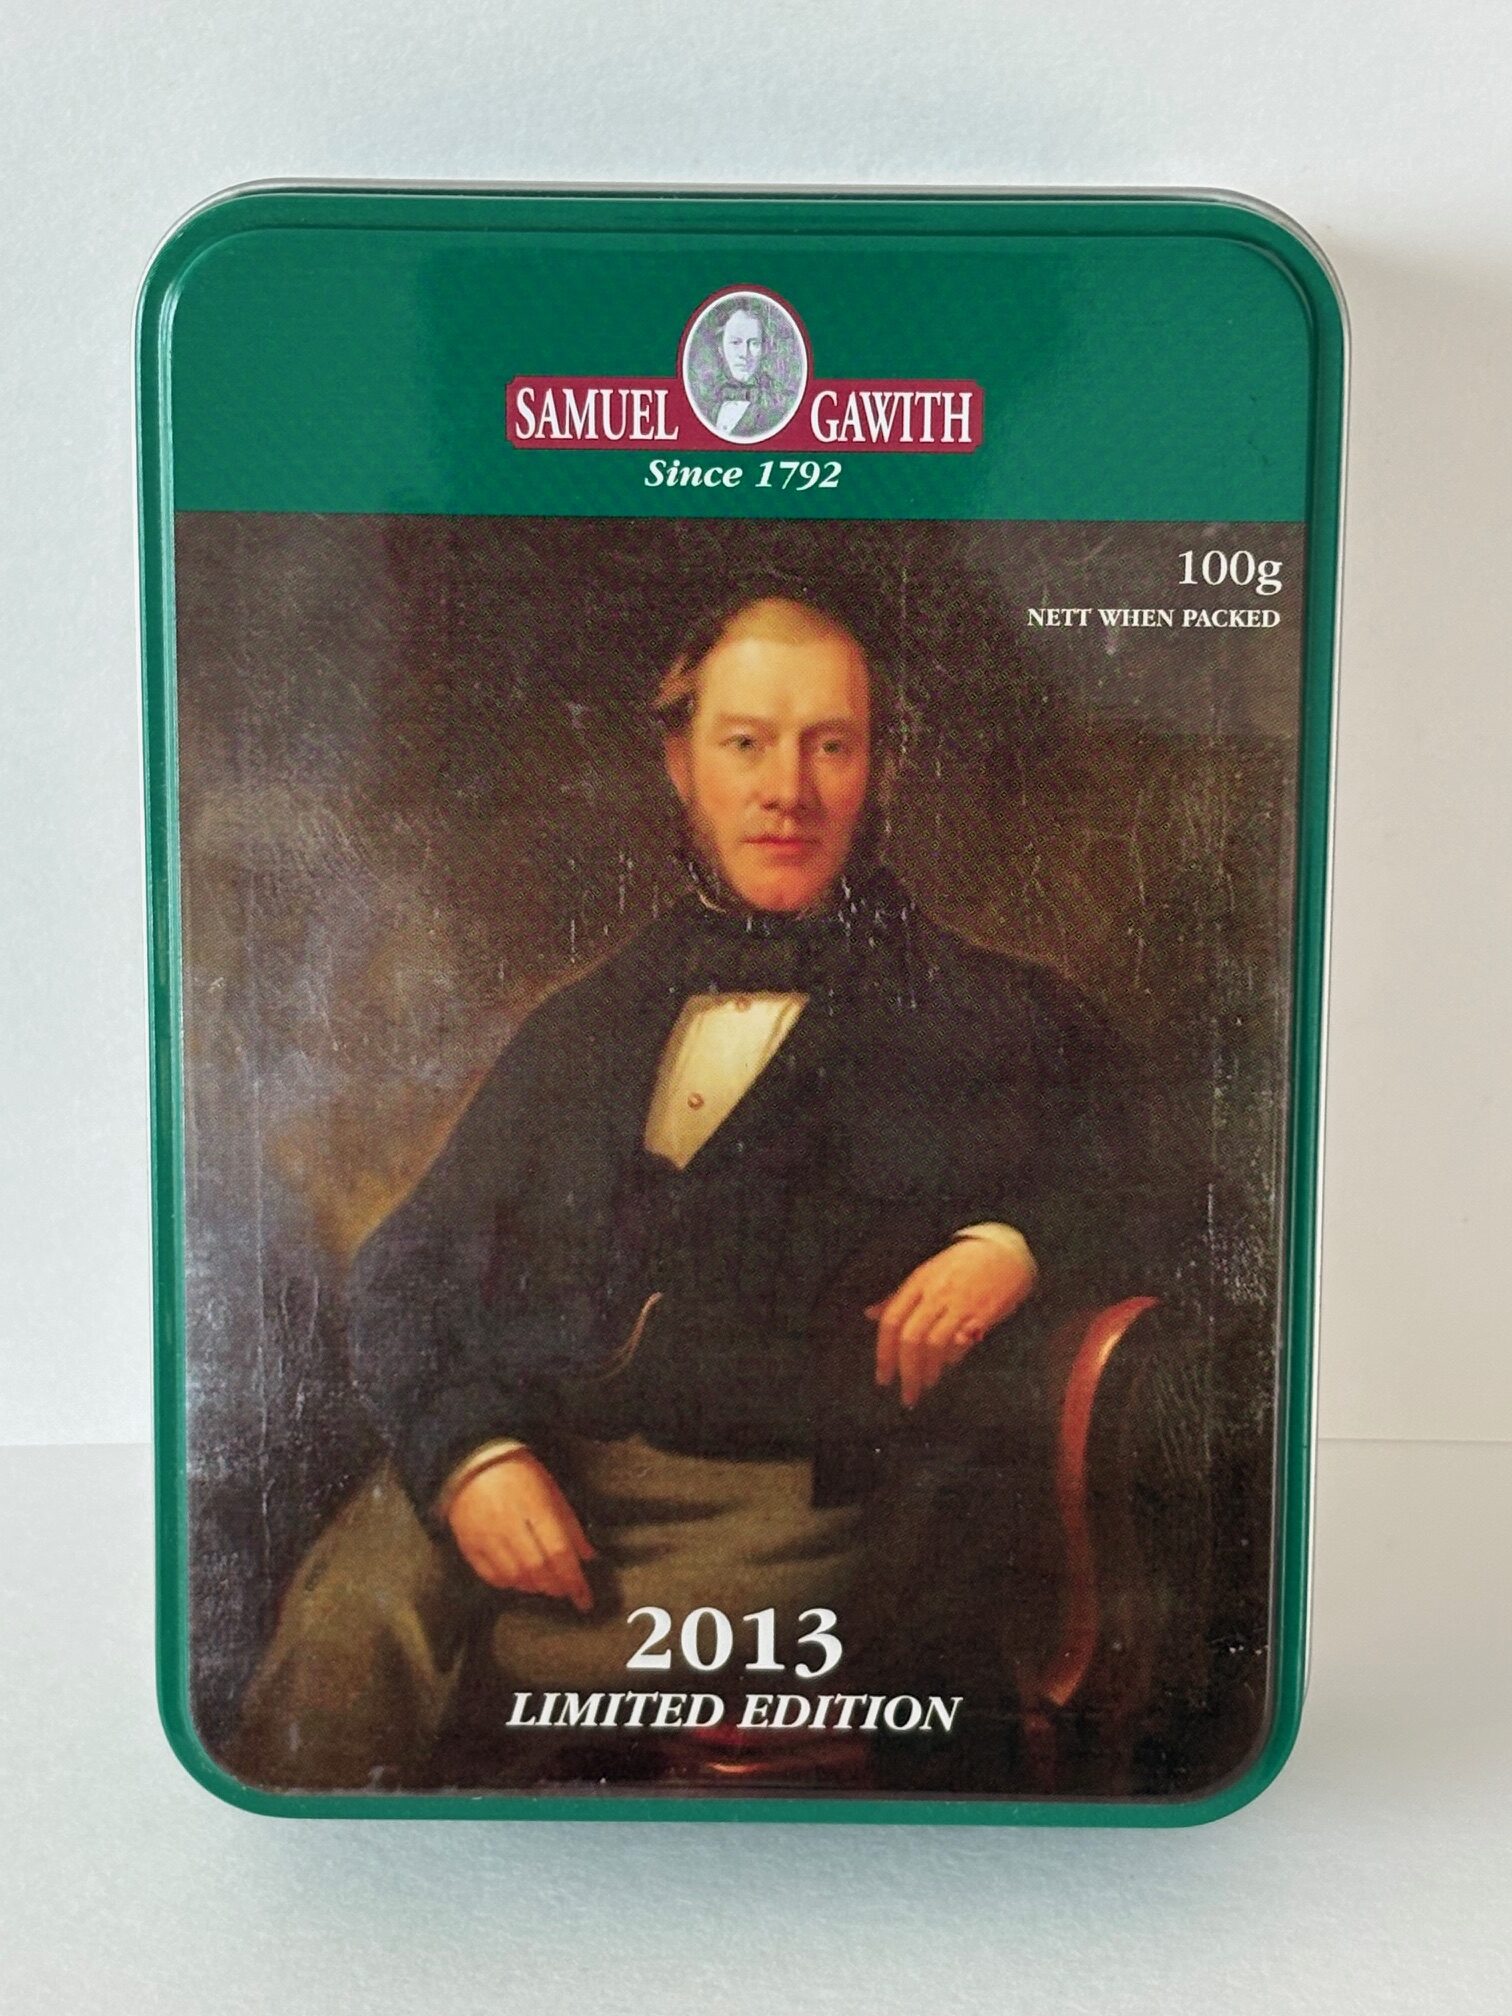 SAMUEL GAWITH
Since 1792
100g
NETT WHEN PACKED
2013
LIMITED EDITION